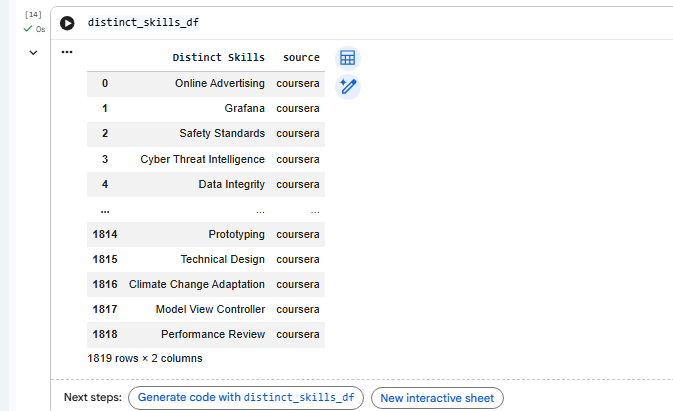 [14]
0s
distinct_skills_df
...
Distinct Skills source
0 Online Advertising coursera
1 Grafana coursera
2 Safety Standards coursera
3 Cyber Threat Intelligence coursera
4 Data Integrity coursera
... ... ...
1814 Prototyping coursera
1815 Technical Design coursera
1816 Climate Change Adaptation coursera
1817 Model View Controller coursera
1818 Performance Review coursera
1819 rows × 2 columns
Next steps: Generate code with distinct_skills_df New interactive sheet